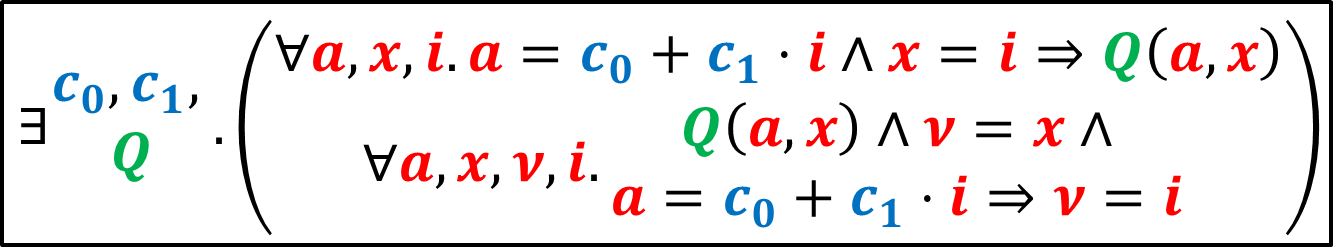 ∃ c₀, c₁, Q . ( ∀a, x, i. a = c₀ + c₁ · i ∧ x = i ⇒ Q(a, x)
∀a, x, ν, i. Q(a, x) ∧ ν = x ∧
a = c₀ + c₁ · i ⇒ ν = i )